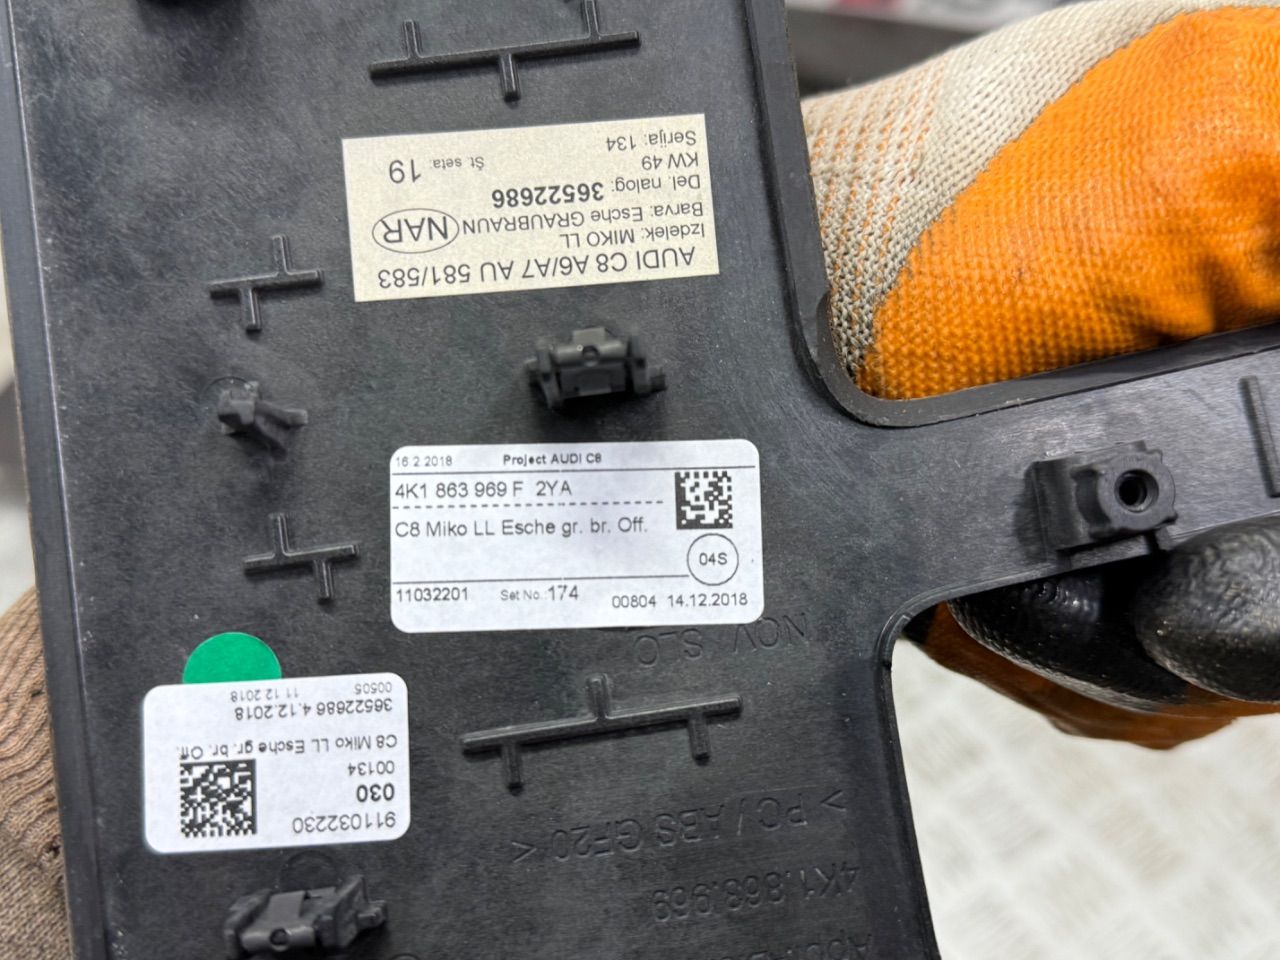 AUDI C8 A6/A7 AU 581/583
Izdelek: MIKO LL
Barva: Esche GRAUBRAUN NAR
Del. nalog: 36522686
KW 49 Št. seta: 19
Serija: 134
16.2.2018 Project AUDI C8
4K1 863 969 F 2YA
C8 Miko LL Esche gr. br. Off.
04S
11032201 Set No.: 174 00804 14.12.2018
NOV SLO
911032230
030
00134
C8 Miko LL Esche gr. br. Off.
36522686 4.12.2018
00505 11.12.2018
> PC / ABS GF20 <
4K1.863.969